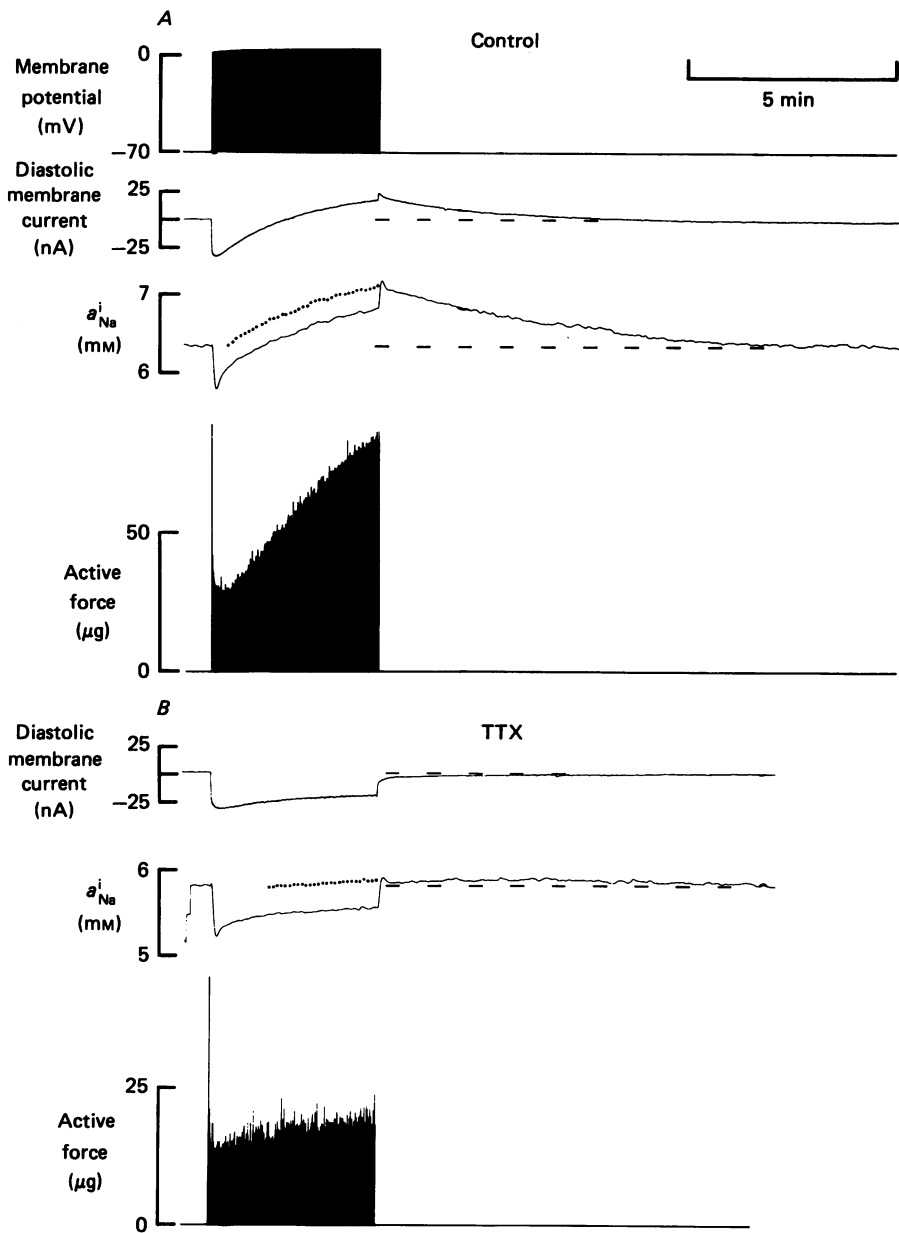 A
Control
0
Membrane
potential
(mV)
−70
5 min
Diastolic
membrane
current
(nA)
25
−25
7
a^i_Na
(mM)
6
50
Active
force
(μg)
0
B
TTX
Diastolic
membrane
current
(nA)
25
−25
6
a^i_Na
(mM)
5
25
Active
force
(μg)
0